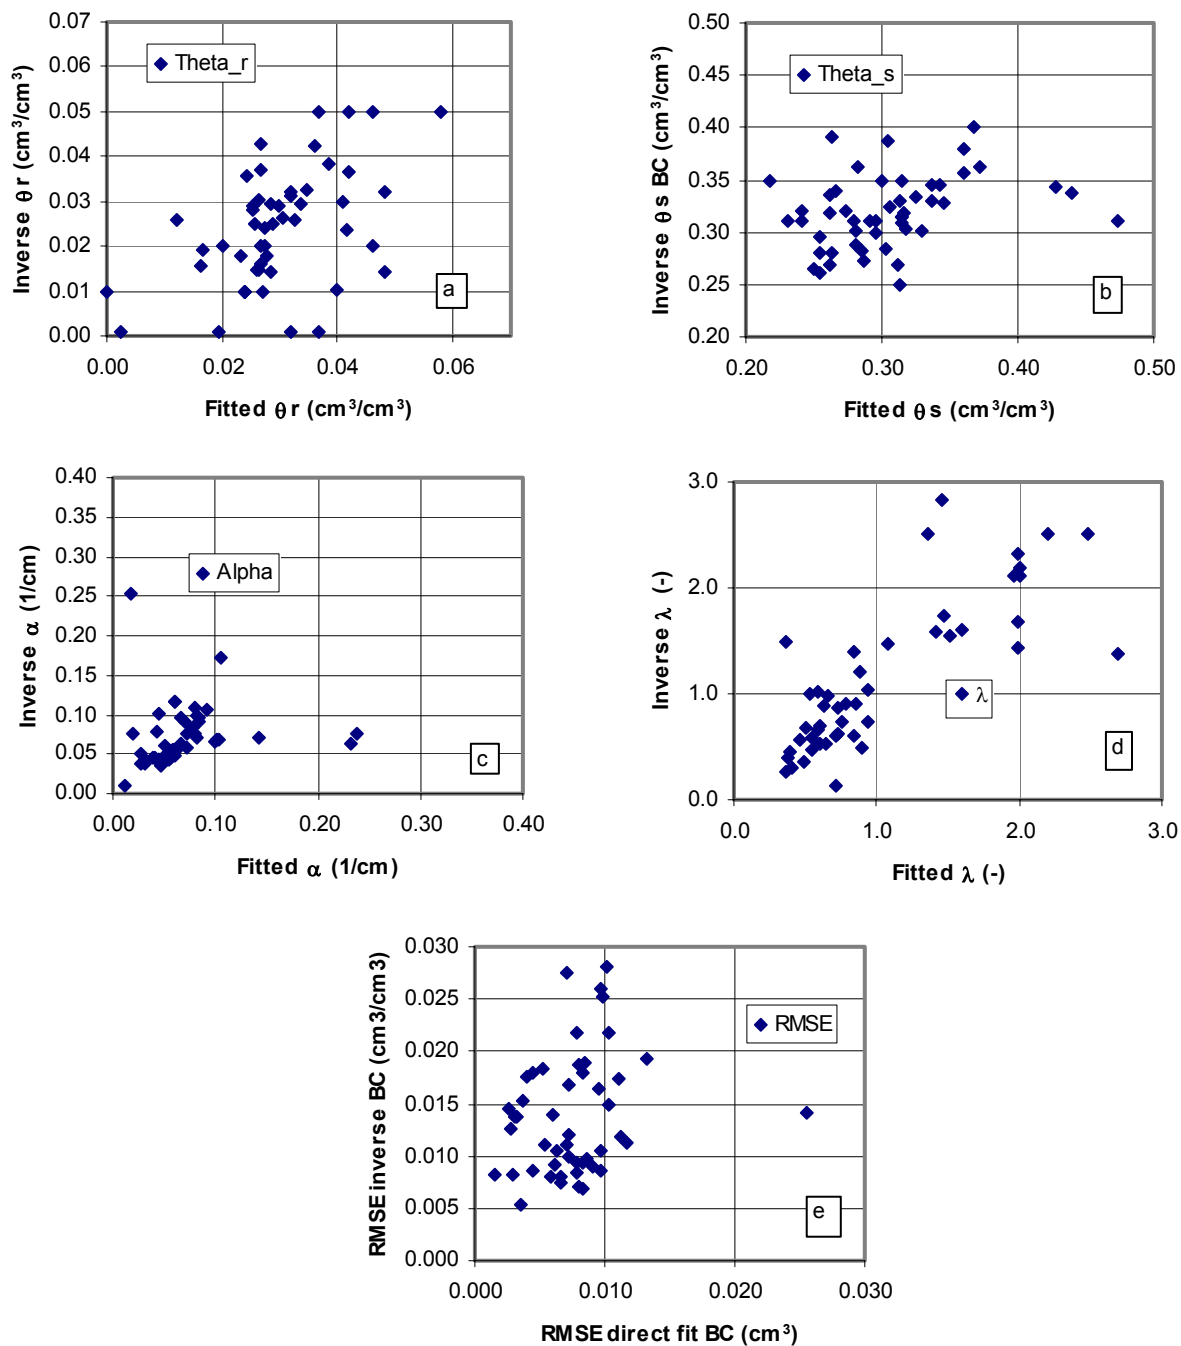 0.07
0.06
0.05
0.04
0.03
0.02
0.01
0.00
Inverse θr (cm³/cm³)
Theta_r
a
0.00 0.02 0.04 0.06
Fitted θr (cm³/cm³)
0.50
0.45
0.40
0.35
0.30
0.25
0.20
Inverse θs BC (cm³/cm³)
Theta_s
b
0.20 0.30 0.40 0.50
Fitted θs (cm³/cm³)
0.40
0.35
0.30
0.25
0.20
0.15
0.10
0.05
0.00
Inverse α (1/cm)
Alpha
c
0.00 0.10 0.20 0.30 0.40
Fitted α (1/cm)
3.0
2.0
1.0
0.0
Inverse λ (-)
λ
d
0.0 1.0 2.0 3.0
Fitted λ (-)
0.030
0.025
0.020
0.015
0.010
0.005
0.000
RMSE inverse BC (cm3/cm3)
RMSE
e
0.000 0.010 0.020 0.030
RMSE direct fit BC (cm³)